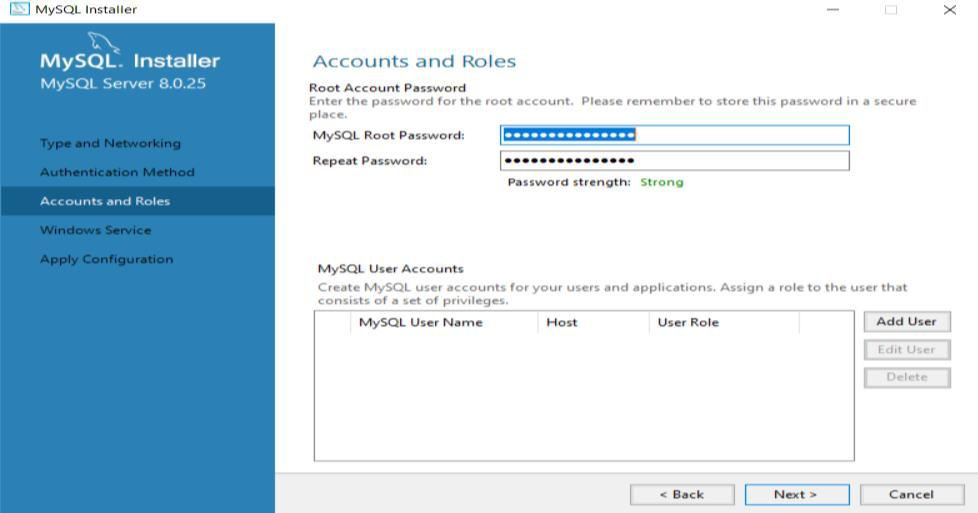 MySQL Installer
MySQL. Installer
MySQL Server 8.0.25
Type and Networking
Authentication Method
Accounts and Roles
Windows Service
Apply Configuration
Accounts and Roles
Root Account Password
Enter the password for the root account. Please remember to store this password in a secure
place.
MySQL Root Password: •••••••••••••••
Repeat Password: •••••••••••••••
Password strength: Strong
MySQL User Accounts
Create MySQL user accounts for your users and applications. Assign a role to the user that
consists of a set of privileges.
MySQL User Name Host User Role
Add User
Edit User
Delete
< Back Next > Cancel